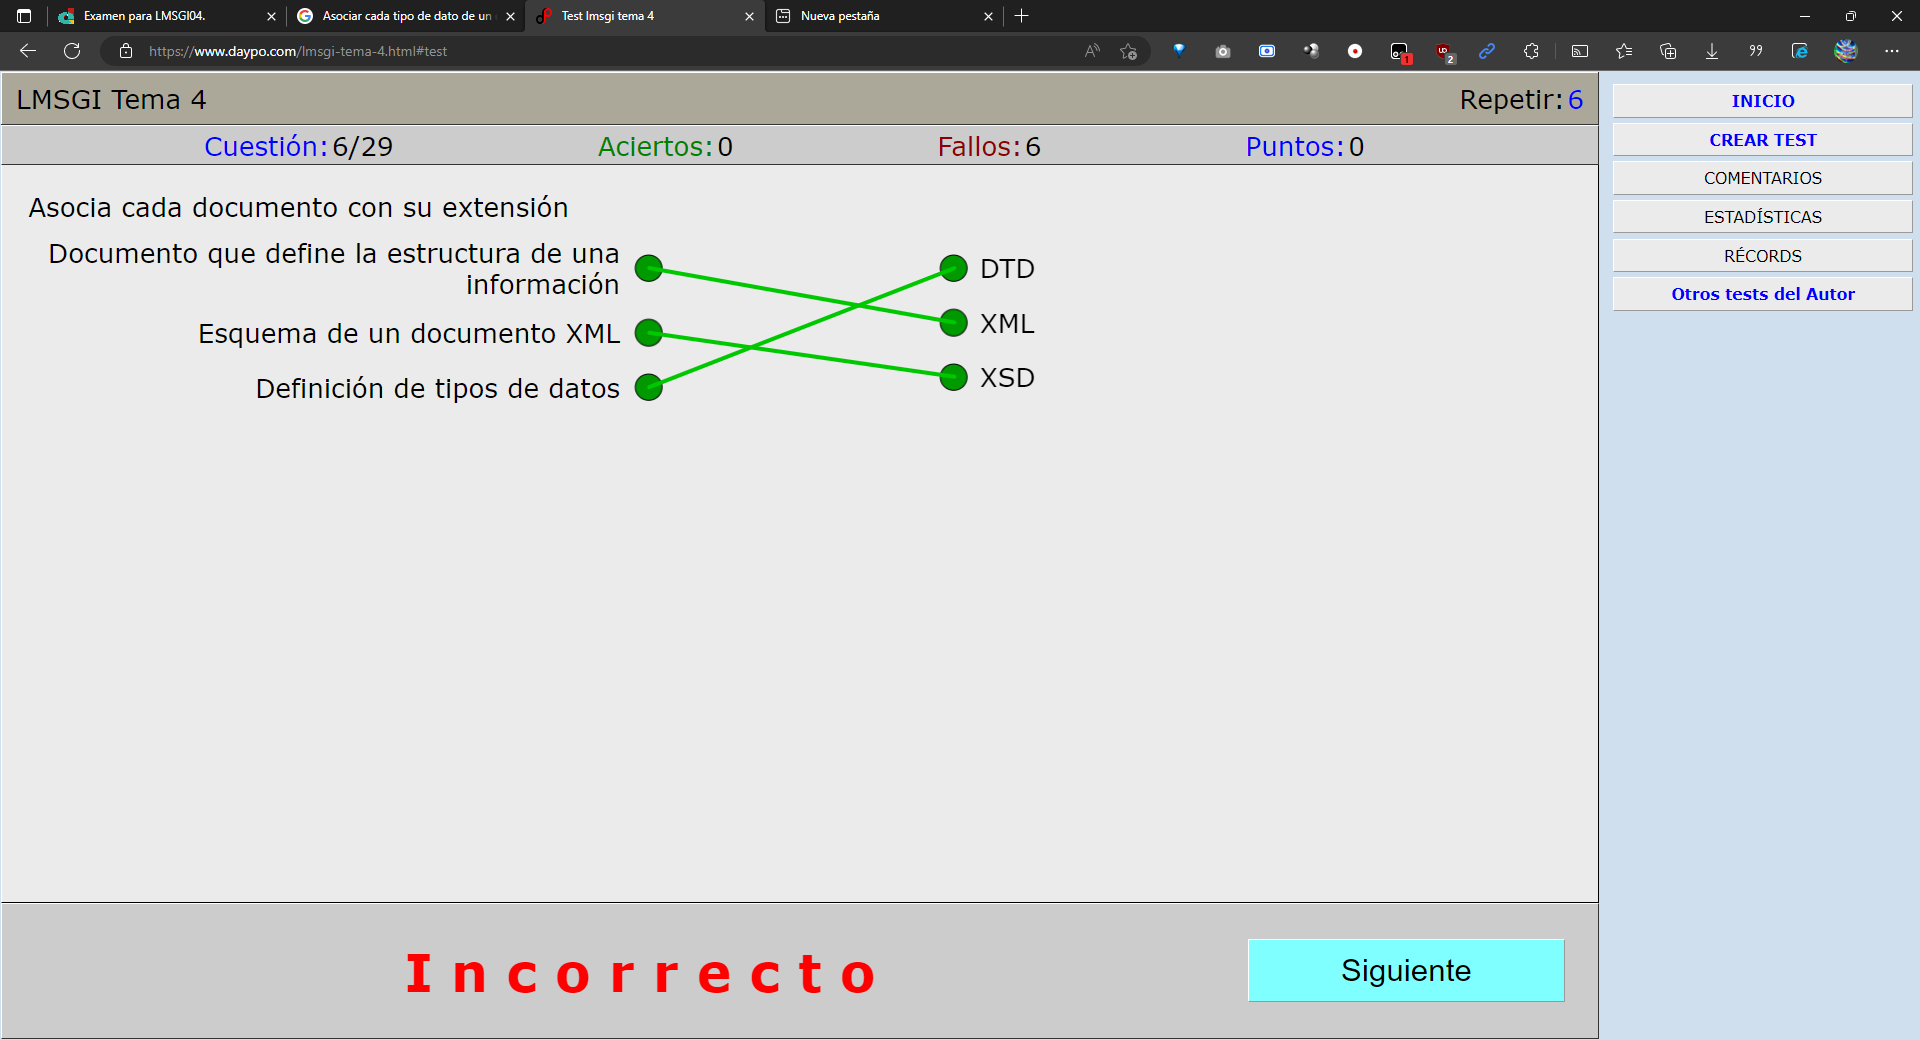 Examen para LMSGI04.
Asociar cada tipo de dato de un
Test lmsgi tema 4
Nueva pestaña
https://www.daypo.com/lmsgi-tema-4.html#test
1
2
LMSGI Tema 4
Repetir: 6
Cuestión: 6/29
Aciertos: 0
Fallos: 6
Puntos: 0
Asocia cada documento con su extensión
Documento que define la estructura de una
información
Esquema de un documento XML
Definición de tipos de datos
DTD
XML
XSD
Incorrecto
Siguiente
INICIO
CREAR TEST
COMENTARIOS
ESTADÍSTICAS
RÉCORDS
Otros tests del Autor